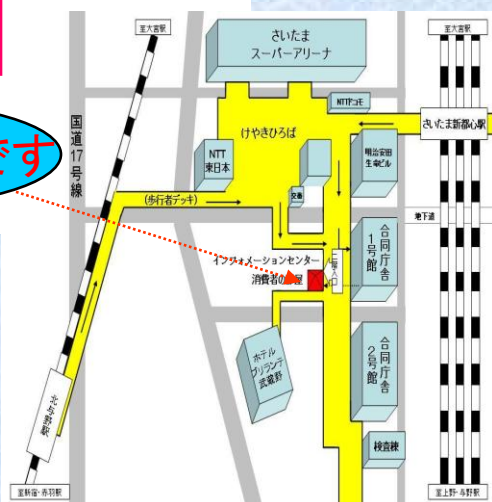 至大宮駅
さいたま
スーパーアリーナ
至大宮駅
NTTドコモ
国道17号線
けやきひろば
さいたま新都心駅
です
NTT
東日本
明治安田
生命ビル
(歩行者デッキ)
交番
地下道
インフォメーションセンター
消費者の部屋
二階入口
合同庁舎
1号館
ホテル
ブリランテ
武蔵野
合同庁舎
2号館
北与野駅
検査棟
至新宿・赤羽駅
至上野・与野駅